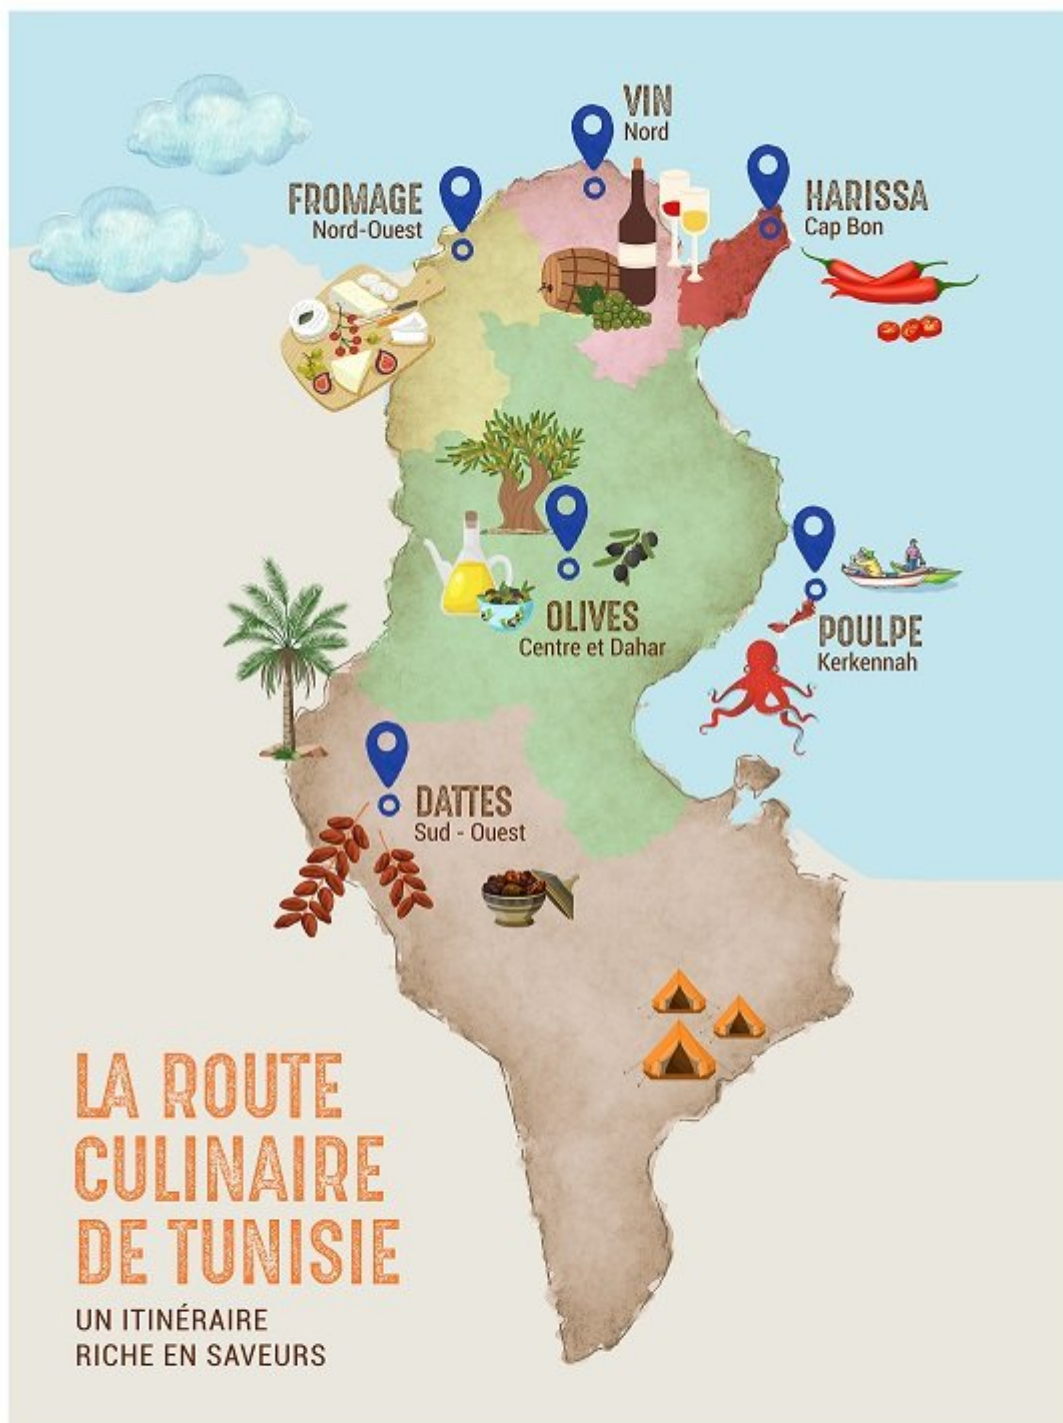 VIN
Nord
FROMAGE
Nord-Ouest
HARISSA
Cap Bon
OLIVES
Centre et Dahar
POULPE
Kerkennah
DATTES
Sud - Ouest
LA ROUTE
CULINAIRE
DE TUNISIE
UN ITINÉRAIRE
RICHE EN SAVEURS